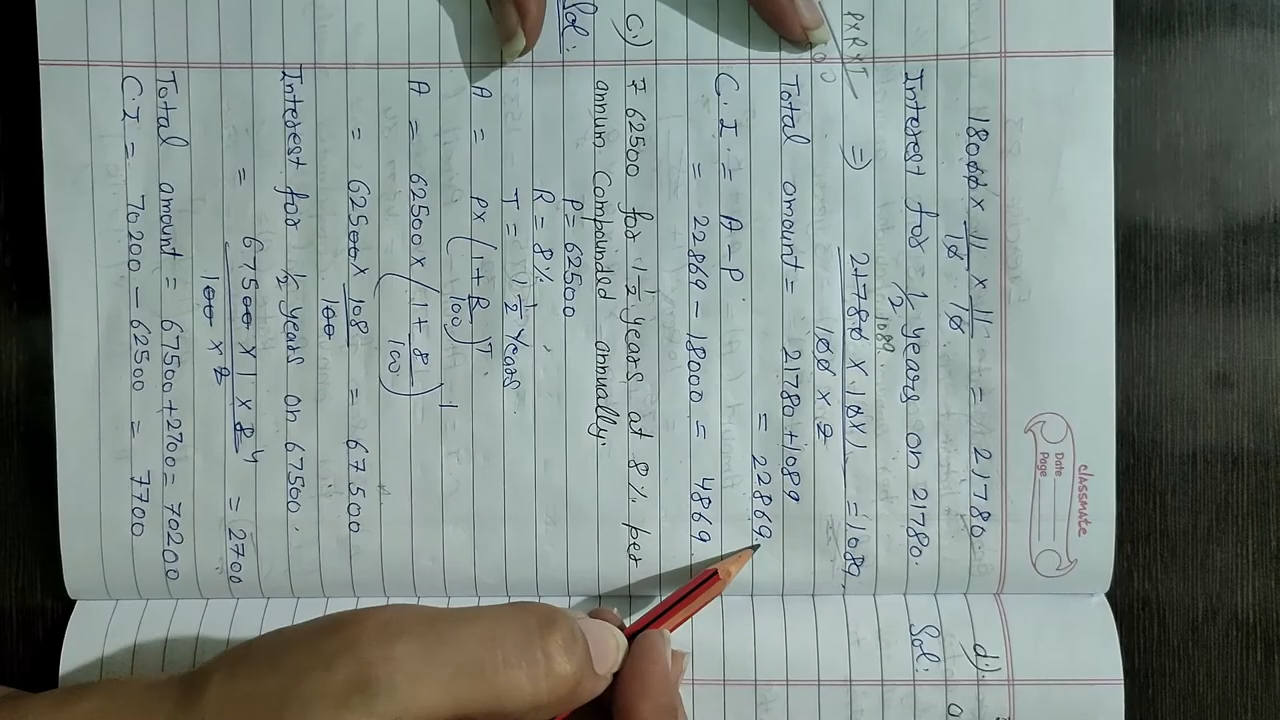 classmate
Date
Page
18000 × 11/10 × 11/10 = 21780
Interest for 1/2 years on 21780.
P×R×T/100 ⇒ 21780 × 10 × 1 / 100 × 2 = 1089
1089
Total amount = 21780 + 1089
= 22869.
C.I = A - P
= 22869 - 18000 = 4869
c.) ₹ 62500 for 1 1/2 years at 8 % per
annum Compounded annually.
Sol: P = 62500
R = 8 %
T = 1 1/2 years.
A = P × (1 + R/100)^T
A = 62500 × (1 + 8/100)^1
= 62500 × 108/100 = 67500
Interest for 1/2 years on 67500.
= 67500 × 1 × 8 / 100 × 2 = 2700
4
Total amount = 67500 + 2700 = 70200
C.I = 70200 - 62500 = 7700
d).
Sol: